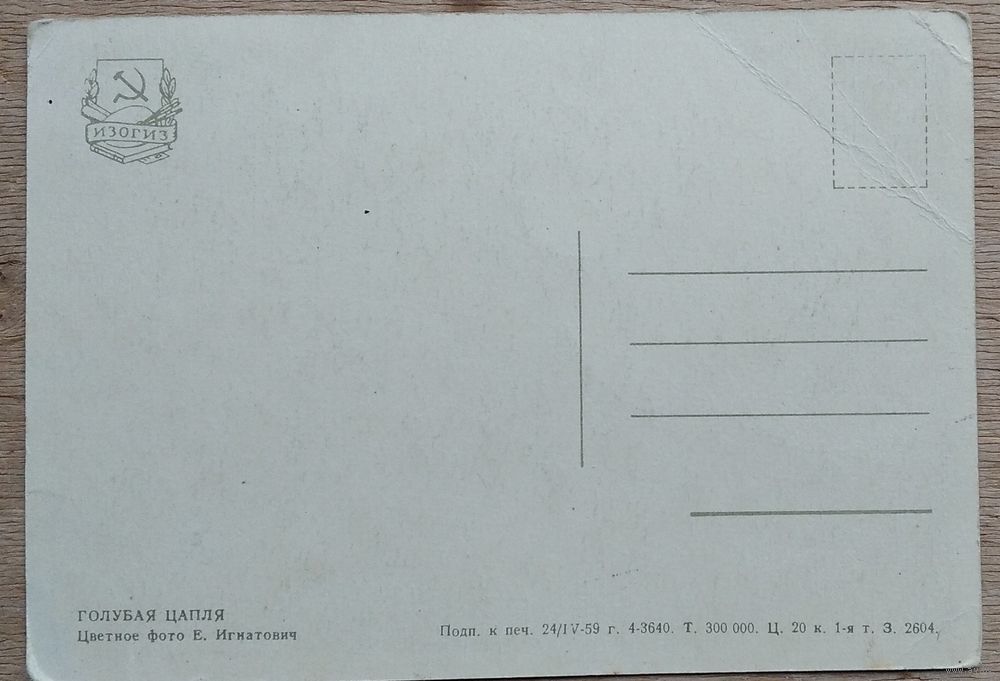 ИЗОГИЗ
ГОЛУБАЯ ЦАПЛЯ
Цветное фото Е. Игнатович
Подп. к печ. 24/IV-59 г. 4-3640. Т. 300 000. Ц. 20 к. 1-я т. З. 2604.